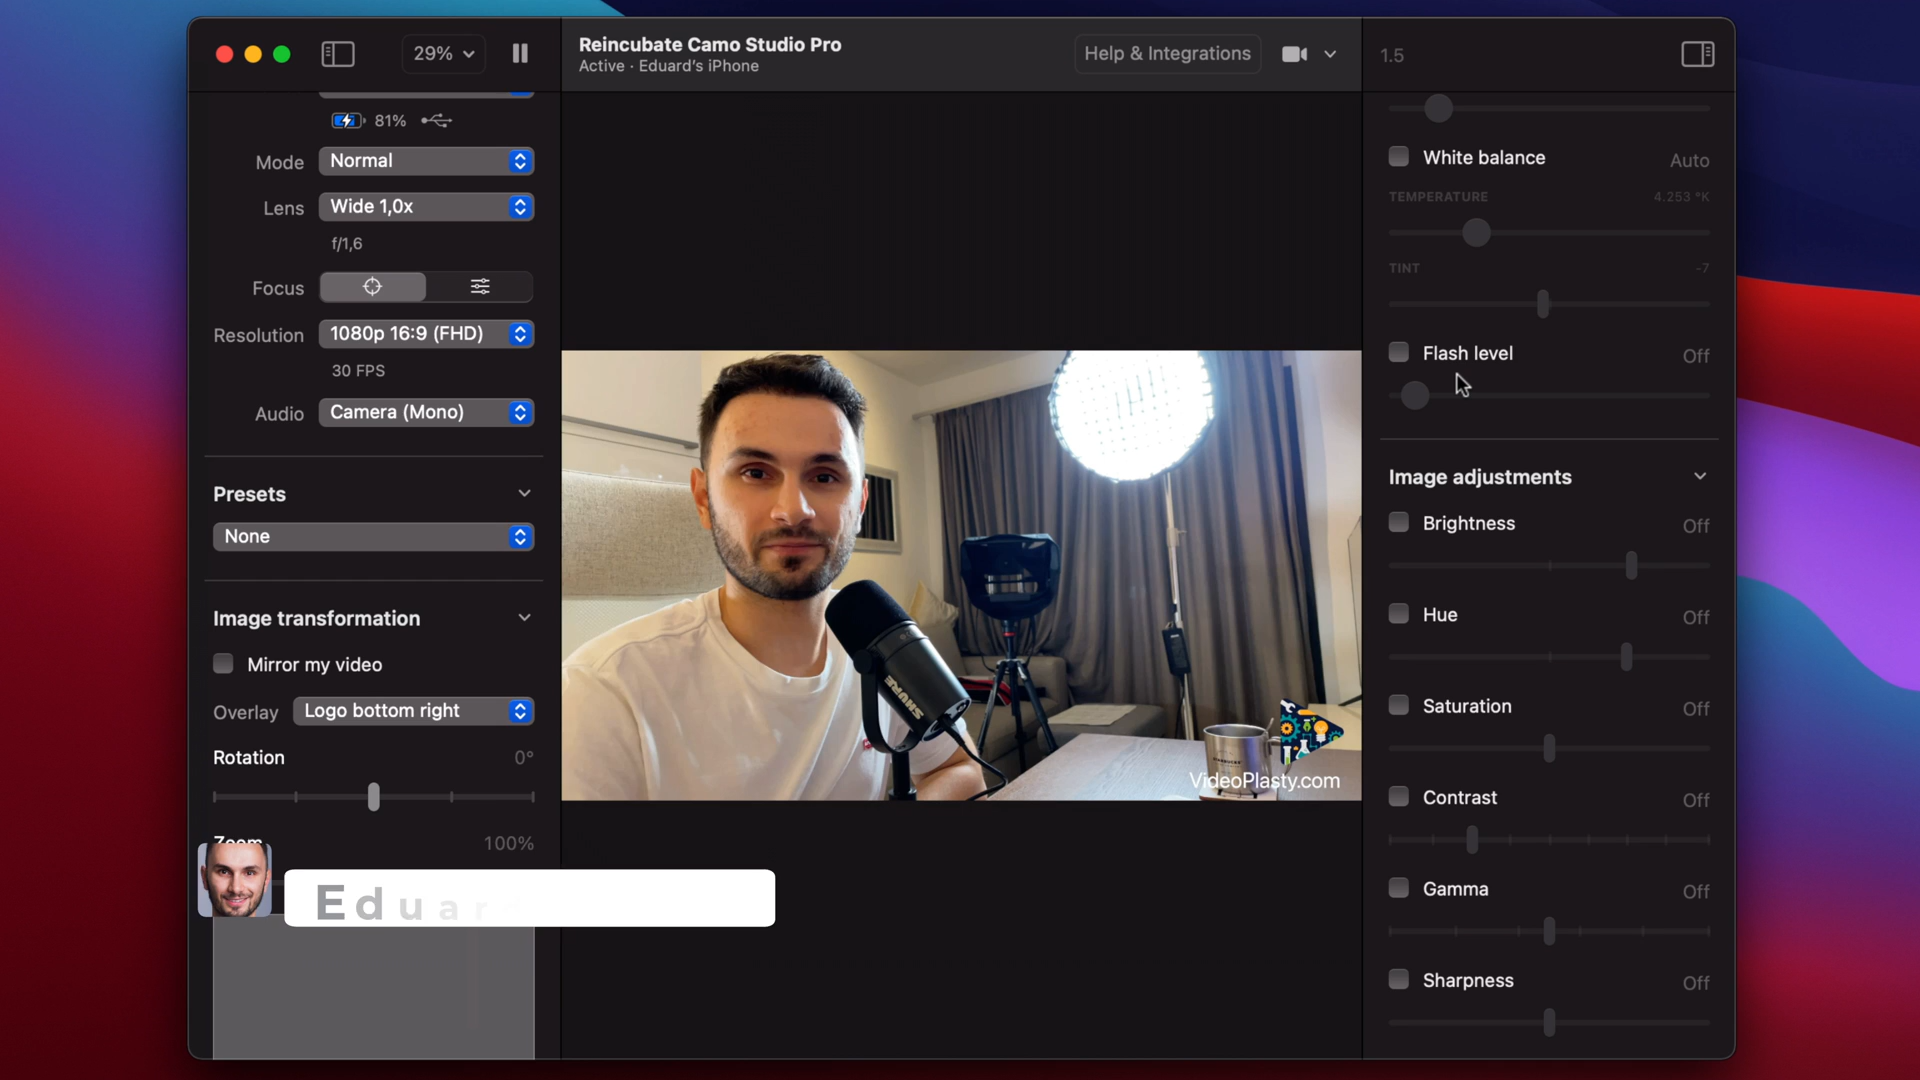 29%
Reincubate Camo Studio Pro
Active · Eduard's iPhone
Help & Integrations
1.5
81%
Mode Normal
Lens Wide 1,0x
f/1,6
Focus
Resolution 1080p 16:9 (FHD)
30 FPS
Audio Camera (Mono)
Presets
None
Image transformation
Mirror my video
Overlay Logo bottom right
Rotation 0°
Zoom 100%
Eduar
SHURE
VideoPlasty.com
White balance Auto
TEMPERATURE 4.253 °K
TINT -7
Flash level Off
Image adjustments
Brightness Off
Hue Off
Saturation Off
Contrast Off
Gamma Off
Sharpness Off